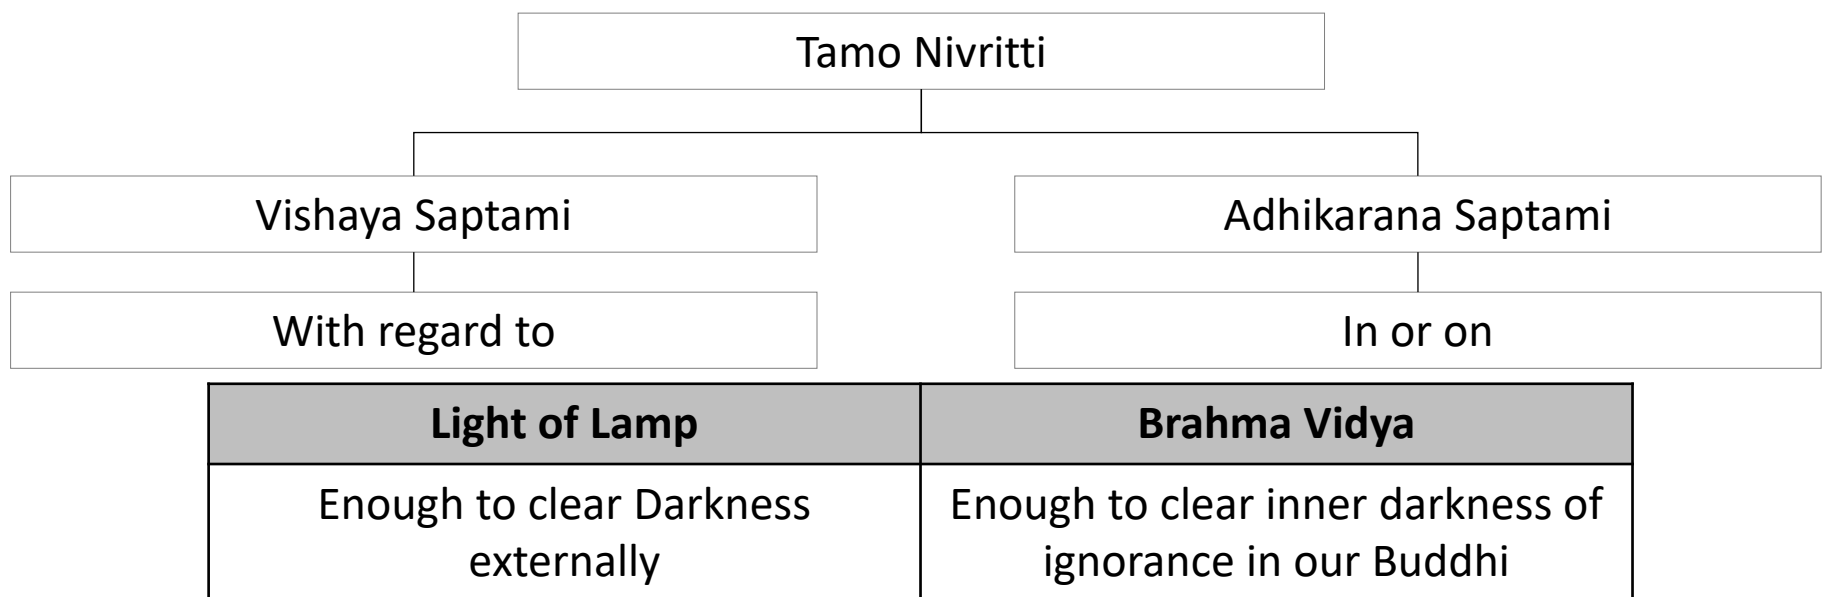 Tamo Nivritti
Vishaya Saptami
Adhikarana Saptami
With regard to
In or on
Light of Lamp
Brahma Vidya
Enough to clear Darkness
externally
Enough to clear inner darkness of
ignorance in our Buddhi